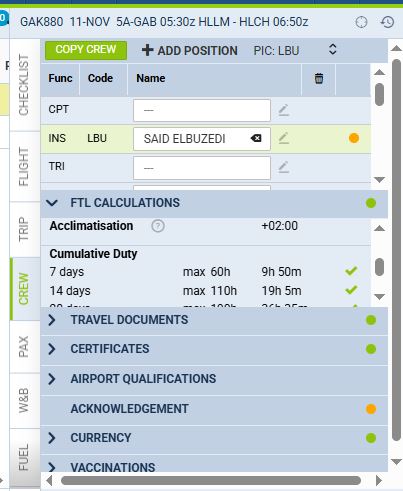 GAK880 11-NOV 5A-GAB 05:30z HLLM - HLCH 06:50z
COPY CREW + ADD POSITION PIC: LBU
Func Code Name
CPT ---
INS LBU SAID ELBUZEDI
TRI ---
FTL CALCULATIONS
Acclimatisation ? +02:00
Cumulative Duty
7 days max 60h 9h 50m
14 days max 110h 19h 5m
TRAVEL DOCUMENTS
CERTIFICATES
AIRPORT QUALIFICATIONS
ACKNOWLEDGEMENT
CURRENCY
VACCINATIONS
CHECKLIST
FLIGHT
TRIP
CREW
PAX
W&B
FUEL